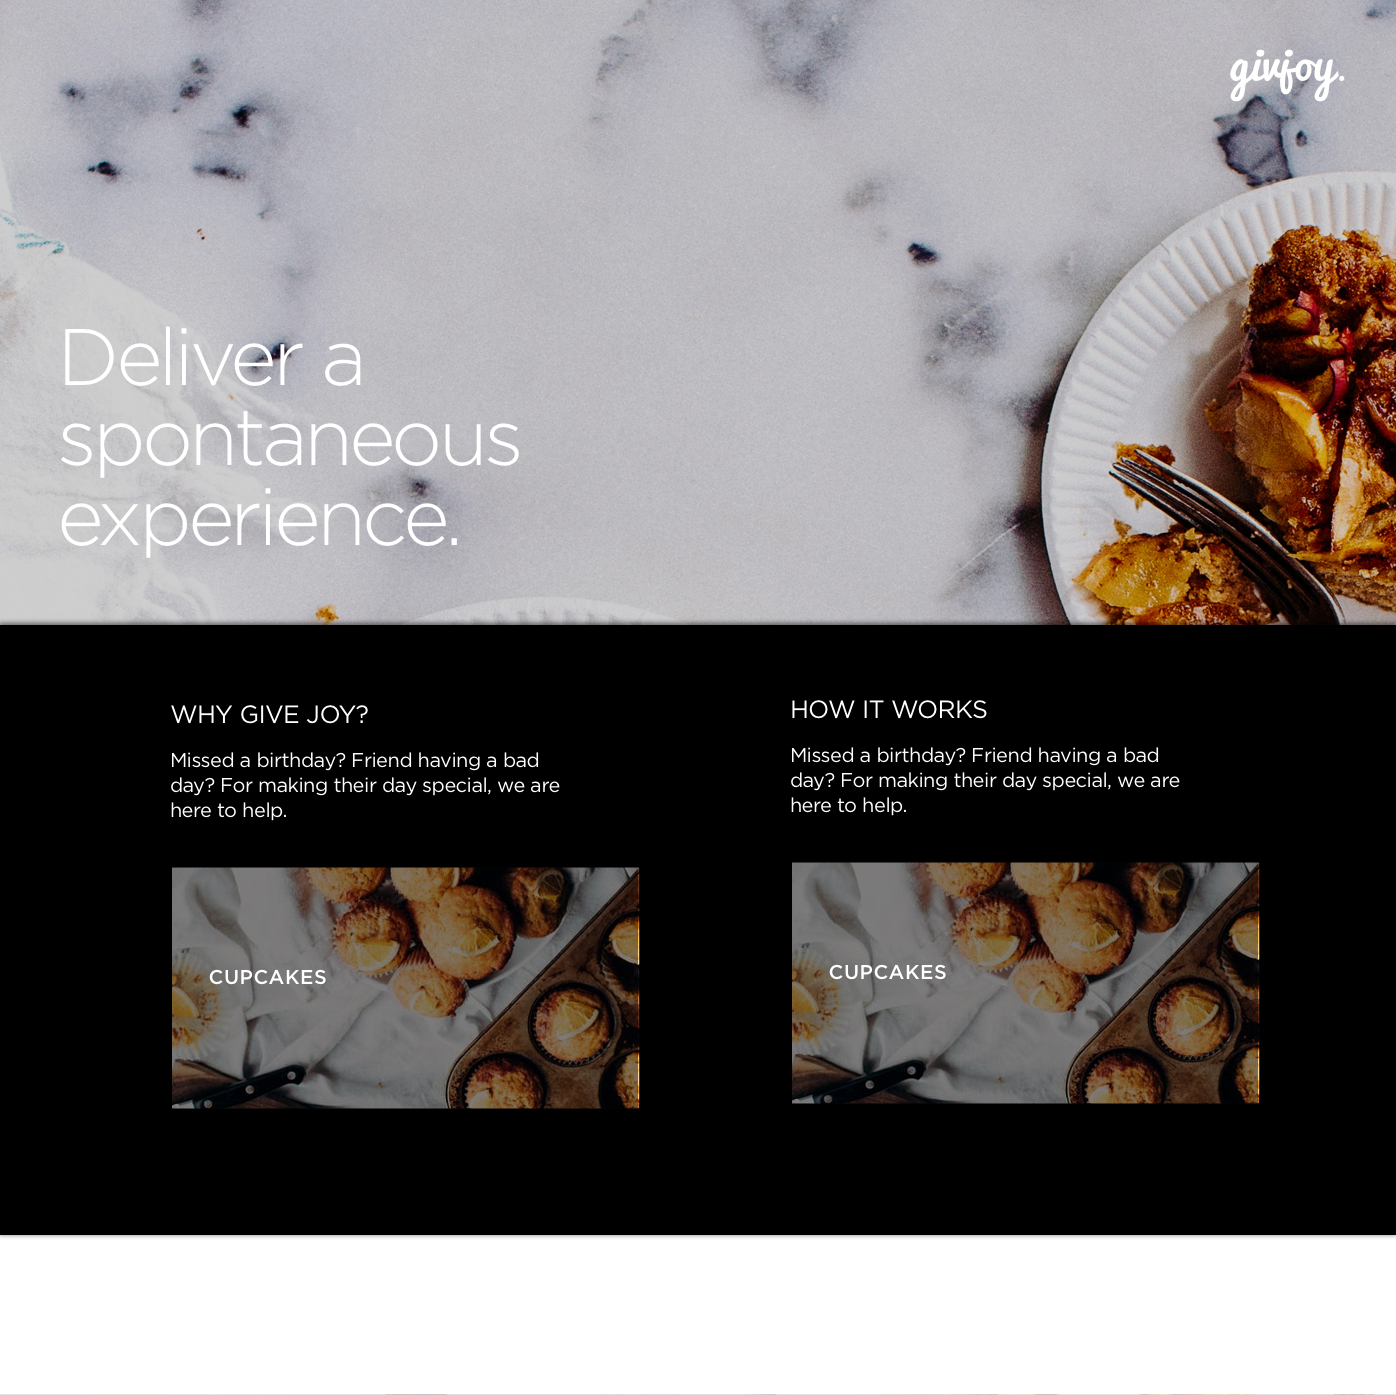 givjoy.
Deliver a
spontaneous
experience.
WHY GIVE JOY?
Missed a birthday? Friend having a bad
day? For making their day special, we are
here to help.
CUPCAKES
HOW IT WORKS
Missed a birthday? Friend having a bad
day? For making their day special, we are
here to help.
CUPCAKES